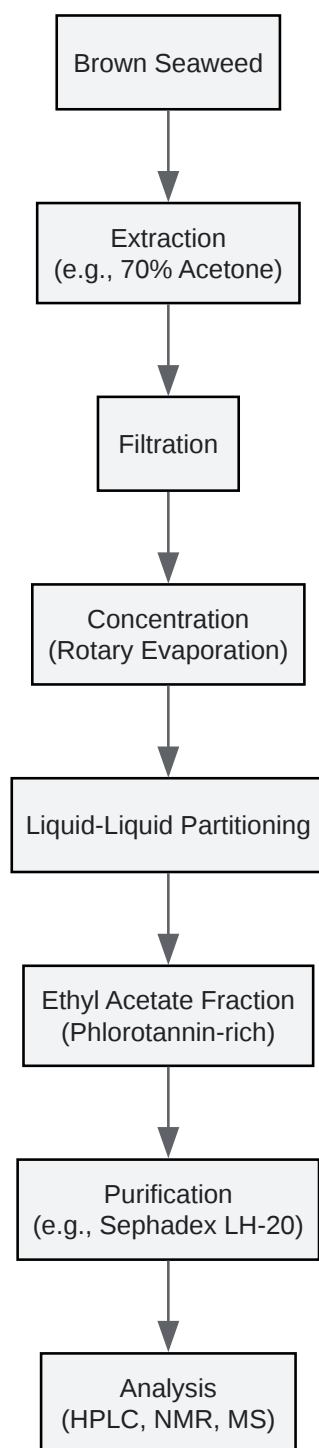 Brown Seaweed
Extraction
(e.g., 70% Acetone)
Filtration
Concentration
(Rotary Evaporation)
Liquid-Liquid Partitioning
Ethyl Acetate Fraction
(Phlorotannin-rich)
Purification
(e.g., Sephadex LH-20)
Analysis
(HPLC, NMR, MS)